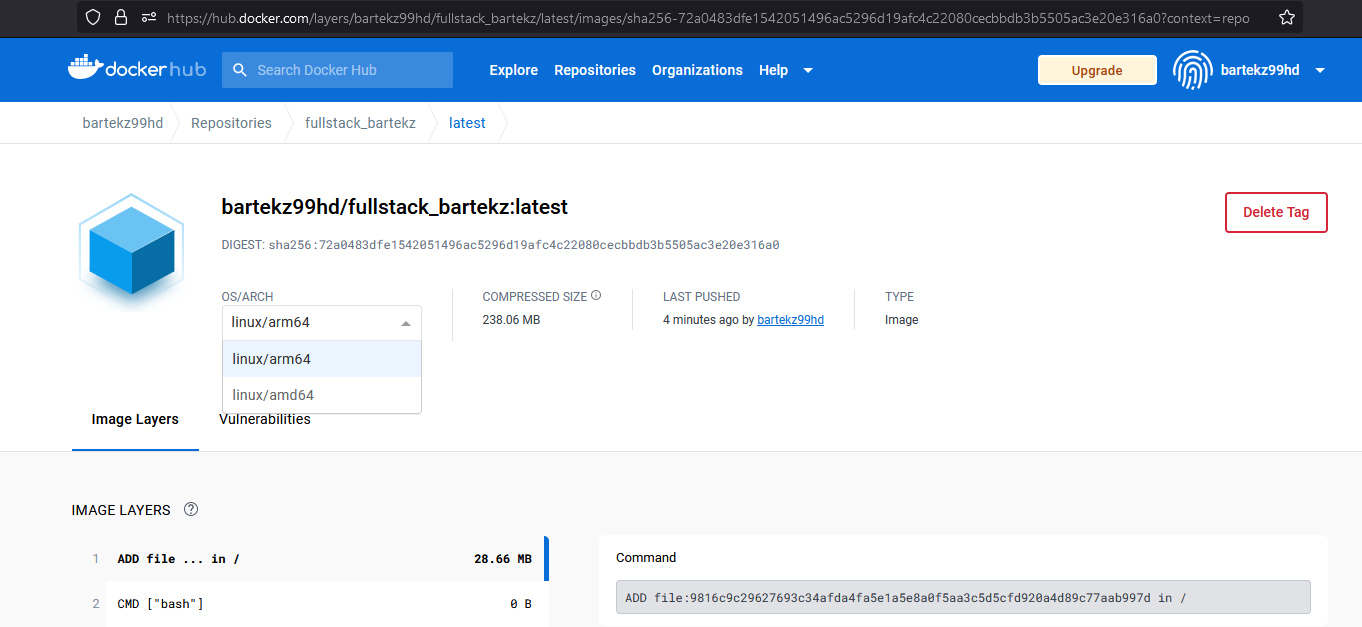 https://hub.docker.com/layers/bartekz99hd/fullstack_bartekz/latest/images/sha256-72a0483dfe1542051496ac5296d19afc4c22080cecbbdb3b5505ac3e20e316a0?context=repo
docker hub Search Docker Hub Explore Repositories Organizations Help Upgrade bartekz99hd
bartekz99hd Repositories fullstack_bartekz latest
bartekz99hd/fullstack_bartekz:latest
Delete Tag
DIGEST: sha256:72a0483dfe1542051496ac5296d19afc4c22080cecbbdb3b5505ac3e20e316a0
OS/ARCH COMPRESSED SIZE LAST PUSHED TYPE
linux/arm64 238.06 MB 4 minutes ago by bartekz99hd Image
linux/arm64
linux/amd64
Image Layers Vulnerabilities
IMAGE LAYERS
1 ADD file ... in / 28.66 MB
Command
2 CMD ["bash"] 0 B
ADD file:9816c9c29627693c34afda4fa5e1a5e8a0f5aa3c5d5cfd920a4d89c77aab997d in /